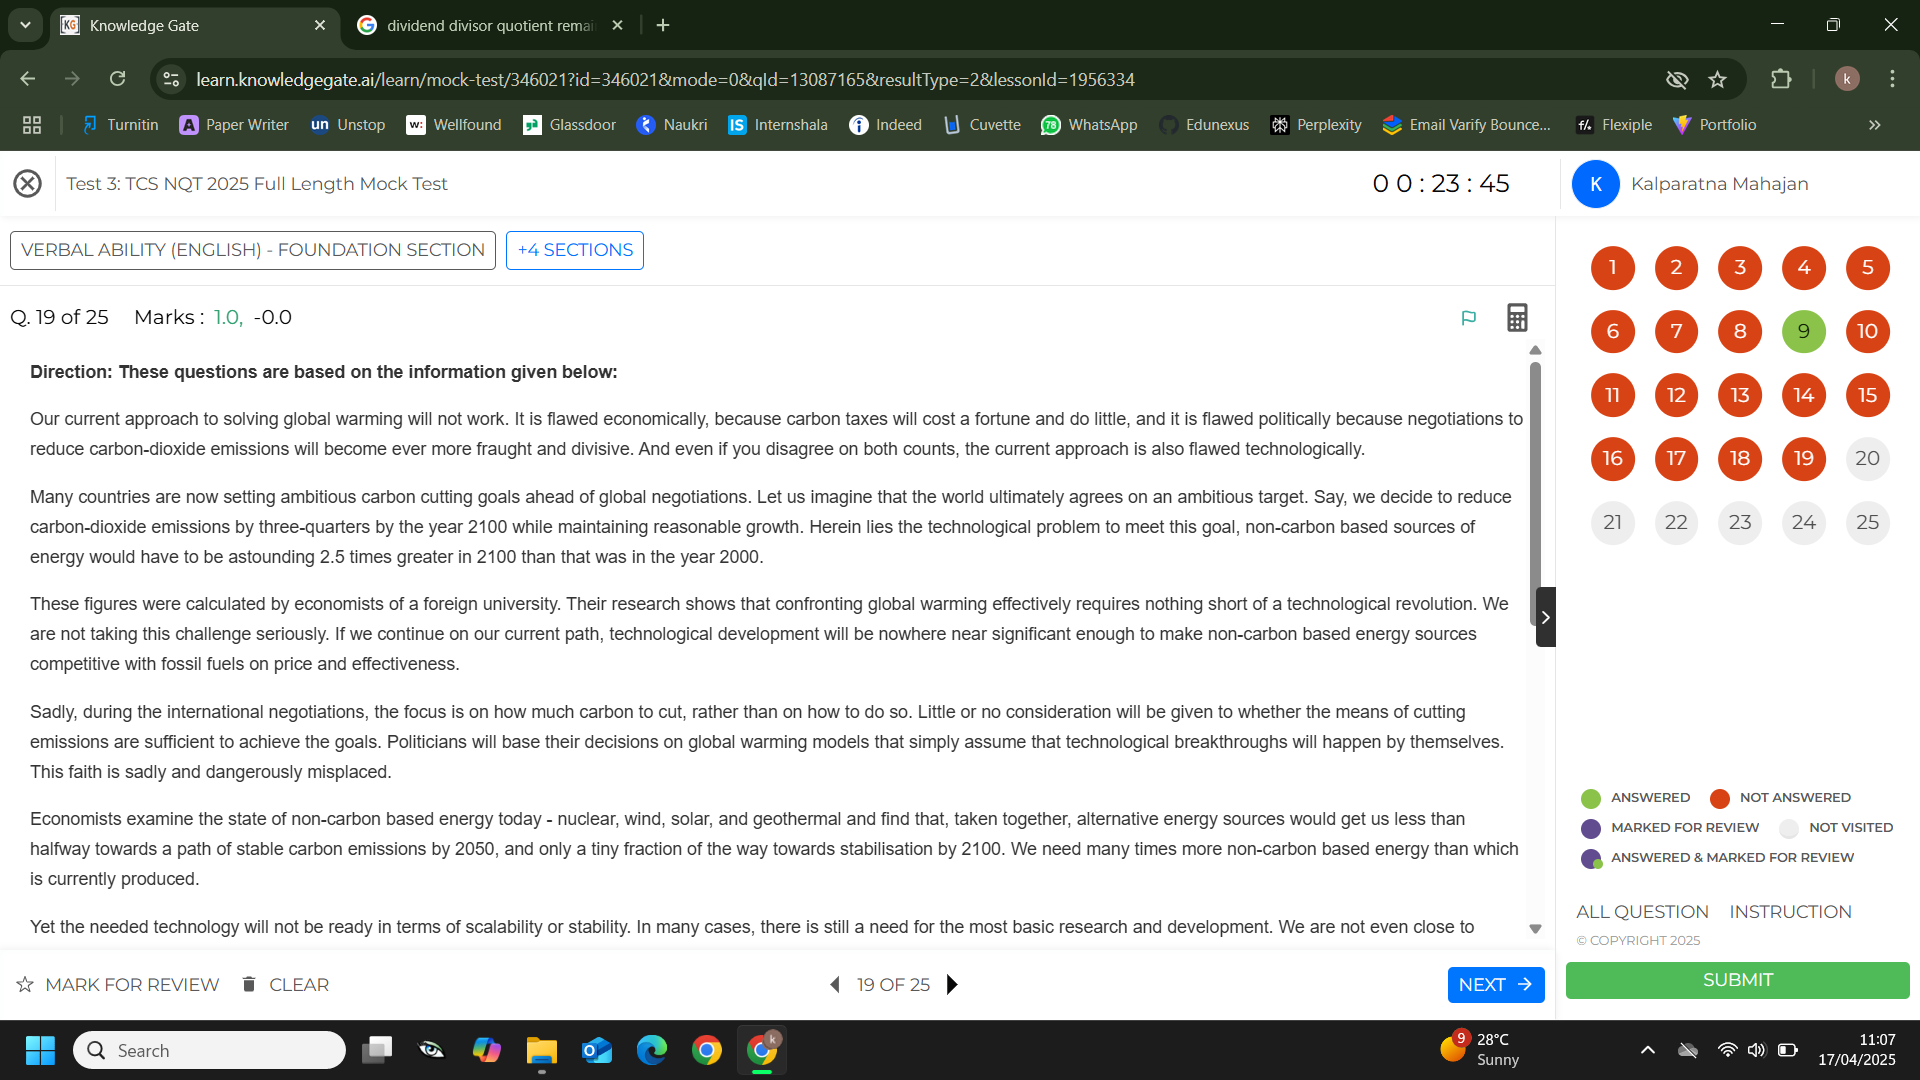 Knowledge Gate
dividend divisor quotient remai
learn.knowledgegate.ai/learn/mock-test/346021?id=346021&mode=0&qId=13087165&resultType=2&lessonId=1956334
k
Turnitin
A Paper Writer
un Unstop
w: Wellfound
Glassdoor
Naukri
IS Internshala
Indeed
Cuvette
78 WhatsApp
Edunexus
Perplexity
Email Varify Bounce...
f/. Flexiple
Portfolio
Test 3: TCS NQT 2025 Full Length Mock Test
00:23:45
K Kalparatna Mahajan
VERBAL ABILITY (ENGLISH) - FOUNDATION SECTION
+4 SECTIONS
Q. 19 of 25 Marks : 1.0, -0.0
Direction: These questions are based on the information given below:
Our current approach to solving global warming will not work. It is flawed economically, because carbon taxes will cost a fortune and do little, and it is flawed politically because negotiations to
reduce carbon-dioxide emissions will become ever more fraught and divisive. And even if you disagree on both counts, the current approach is also flawed technologically.
Many countries are now setting ambitious carbon cutting goals ahead of global negotiations. Let us imagine that the world ultimately agrees on an ambitious target. Say, we decide to reduce
carbon-dioxide emissions by three-quarters by the year 2100 while maintaining reasonable growth. Herein lies the technological problem to meet this goal, non-carbon based sources of
energy would have to be astounding 2.5 times greater in 2100 than that was in the year 2000.
These figures were calculated by economists of a foreign university. Their research shows that confronting global warming effectively requires nothing short of a technological revolution. We
are not taking this challenge seriously. If we continue on our current path, technological development will be nowhere near significant enough to make non-carbon based energy sources
competitive with fossil fuels on price and effectiveness.
Sadly, during the international negotiations, the focus is on how much carbon to cut, rather than on how to do so. Little or no consideration will be given to whether the means of cutting
emissions are sufficient to achieve the goals. Politicians will base their decisions on global warming models that simply assume that technological breakthroughs will happen by themselves.
This faith is sadly and dangerously misplaced.
Economists examine the state of non-carbon based energy today - nuclear, wind, solar, and geothermal and find that, taken together, alternative energy sources would get us less than
halfway towards a path of stable carbon emissions by 2050, and only a tiny fraction of the way towards stabilisation by 2100. We need many times more non-carbon based energy than which
is currently produced.
Yet the needed technology will not be ready in terms of scalability or stability. In many cases, there is still a need for the most basic research and development. We are not even close to
MARK FOR REVIEW
CLEAR
19 OF 25
NEXT
1 2 3 4 5
6 7 8 9 10
11 12 13 14 15
16 17 18 19 20
21 22 23 24 25
ANSWERED NOT ANSWERED
MARKED FOR REVIEW NOT VISITED
ANSWERED & MARKED FOR REVIEW
ALL QUESTION INSTRUCTION
© COPYRIGHT 2025
SUBMIT
Search
k
9
28°C
Sunny
11:07
17/04/2025